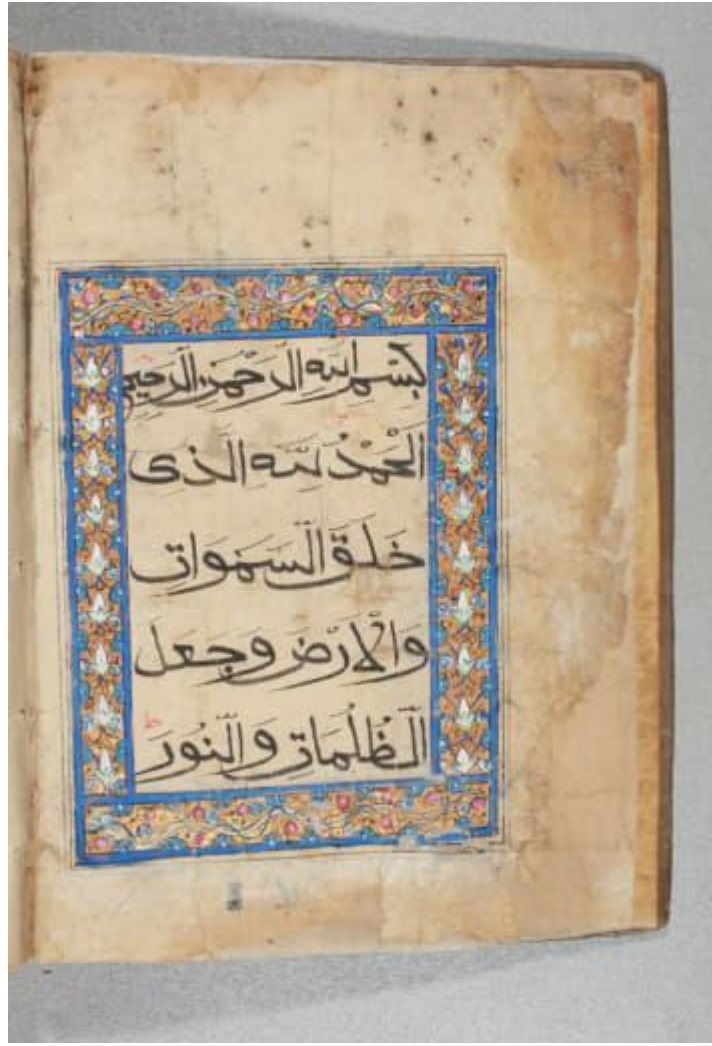 بسم الله الرحمن الرحيم
الحمد لله الذى
خلق السموات
والارض وجعل
الظلمات والنور
ط